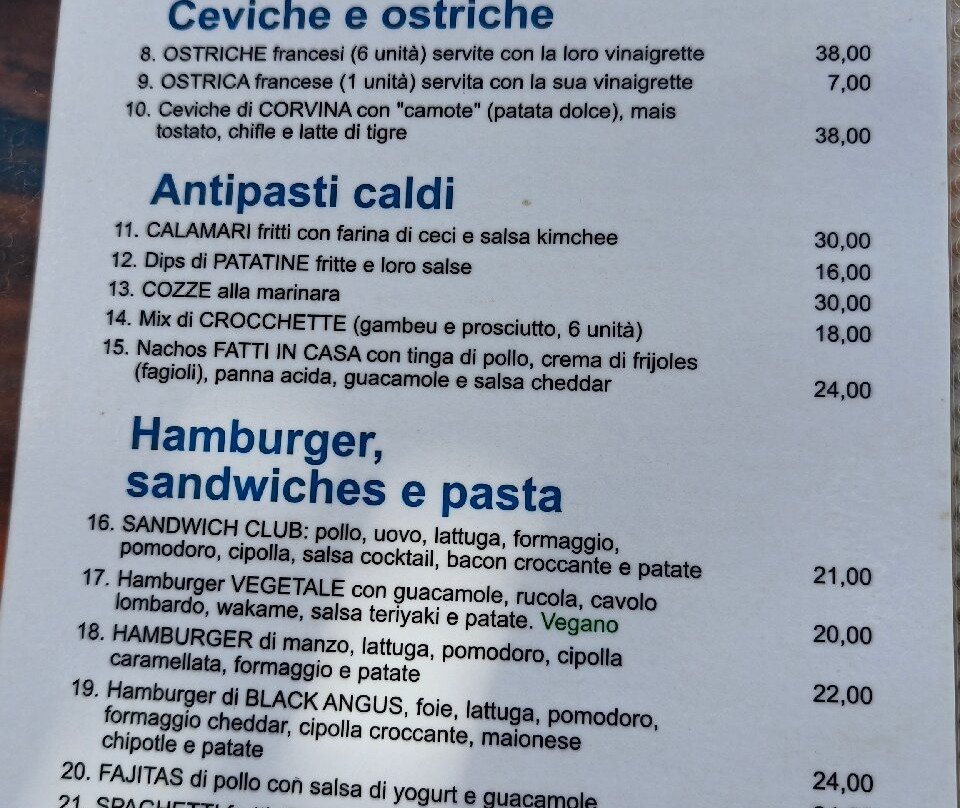 Ceviche e ostriche
8. OSTRICHE francesi (6 unità) servite con la loro vinaigrette 38,00
9. OSTRICA francese (1 unità) servita con la sua vinaigrette 7,00
10. Ceviche di CORVINA con "camote" (patata dolce), mais
tostato, chifle e latte di tigre 38,00
Antipasti caldi
11. CALAMARI fritti con farina di ceci e salsa kimchee 30,00
12. Dips di PATATINE fritte e loro salse 16,00
13. COZZE alla marinara 30,00
14. Mix di CROCCHETTE (gambeu e prosciutto, 6 unità) 18,00
15. Nachos FATTI IN CASA con tinga di pollo, crema di frijoles
(fagioli), panna acida, guacamole e salsa cheddar 24,00
Hamburger,
sandwiches e pasta
16. SANDWICH CLUB: pollo, uovo, lattuga, formaggio,
pomodoro, cipolla, salsa cocktail, bacon croccante e patate 21,00
17. Hamburger VEGETALE con guacamole, rucola, cavolo
lombardo, wakame, salsa teriyaki e patate. Vegano 20,00
18. HAMBURGER di manzo, lattuga, pomodoro, cipolla
caramellata, formaggio e patate 22,00
19. Hamburger di BLACK ANGUS, foie, lattuga, pomodoro,
formaggio cheddar, cipolla croccante, maionese
chipotle e patate 24,00
20. FAJITAS di pollo con salsa di yogurt e guacamole
21. SPAGHETTI